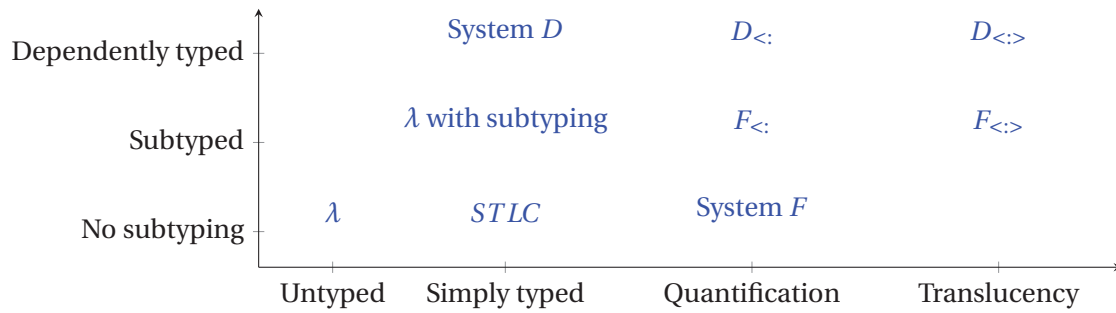 Dependently typed System D D<:  D<:>
Subtyped λ with subtyping F<: F<:>
No subtyping λ STLC System F
Untyped Simply typed Quantification Translucency